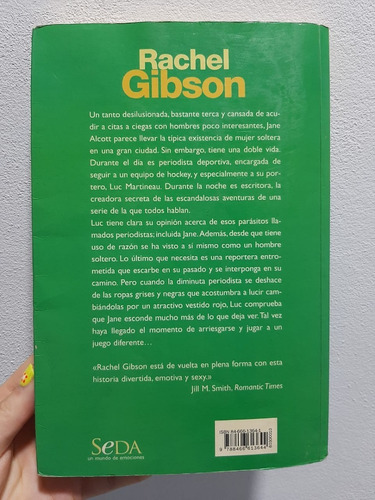 Rachel
Gibson
Un tanto desilusionada, bastante terca y cansada de acu-
dir a citas a ciegas con hombres poco interesantes, Jane
Alcott parece llevar la típica existencia de mujer soltera
en una gran ciudad. Sin embargo, tiene una doble vida.
Durante el día es periodista deportiva, encargada de
seguir a un equipo de hockey, y especialmente a su por-
tero, Luc Martineau. Durante la noche es escritora, la
creadora secreta de las escandalosas aventuras de una
serie de la que todos hablan.
Luc tiene clara su opinión acerca de esos parásitos lla-
mados periodistas; incluida Jane. Además, desde que tiene
uso de razón se ha visto a sí mismo como un hombre
soltero. Lo último que necesita es una reportera entro-
metida que escarbe en su pasado y se interponga en su
camino. Pero cuando la diminuta periodista se deshace
de las ropas grises y negras que acostumbra a lucir cam-
biándolas por un atractivo vestido rojo, Luc comprueba
que Jane esconde mucho más de lo que deja ver. Tal vez
haya llegado el momento de arriesgarse y jugar a un
juego diferente...
«Rachel Gibson está de vuelta en plena forma con esta
historia divertida, emotiva y sexy.»
Jill M. Smith, Romantic Times
SeDA
un mundo de emociones
ISBN 84-666-1364-1
9 788466 613644